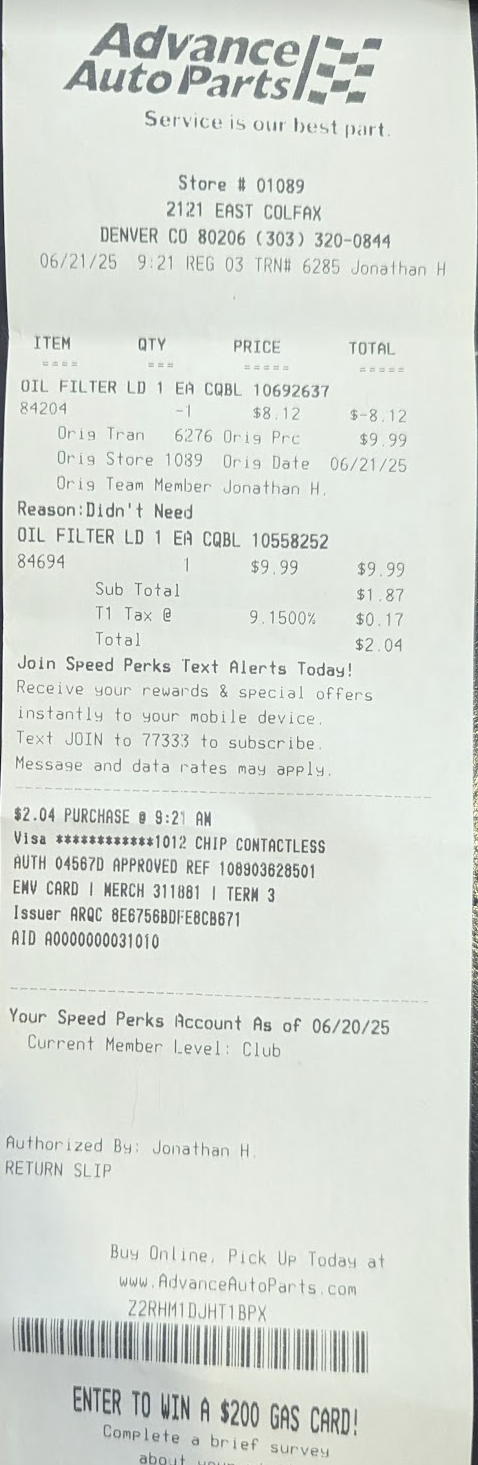 Advance
Auto Parts
Service is our best part.
Store # 01089
2121 EAST COLFAX
DENVER CO 80206 (303) 320-0844
06/21/25 9:21 REG 03 TRN# 6285 Jonathan H
ITEM QTY PRICE TOTAL
==== === ===== =====
OIL FILTER LD 1 EA CQBL 10692637
84204 -1 $8.12 $-8.12
Orig Tran 6276 Orig Prc $9.99
Orig Store 1089 Orig Date 06/21/25
Orig Team Member Jonathan H.
Reason:Didn't Need
OIL FILTER LD 1 EA CQBL 10558252
84694 1 $9.99 $9.99
Sub Total $1.87
T1 Tax @ 9.1500% $0.17
Total $2.04
Join Speed Perks Text Alerts Today!
Receive your rewards & special offers
instantly to your mobile device.
Text JOIN to 77333 to subscribe.
Message and data rates may apply.
$2.04 PURCHASE @ 9:21 AM
Visa ************1012 CHIP CONTACTLESS
AUTH 04567D APPROVED REF 108903628501
EMV CARD | MERCH 311881 | TERM 3
Issuer ARQC 8E6756BDFE8CB671
AID A0000000031010
Your Speed Perks Account As of 06/20/25
Current Member Level: Club
Authorized By: Jonathan H.
RETURN SLIP
Buy Online, Pick Up Today at
www.AdvanceAutoParts.com
Z2RHM1DJHT1BPX
ENTER TO WIN A $200 GAS CARD!
Complete a brief survey
about